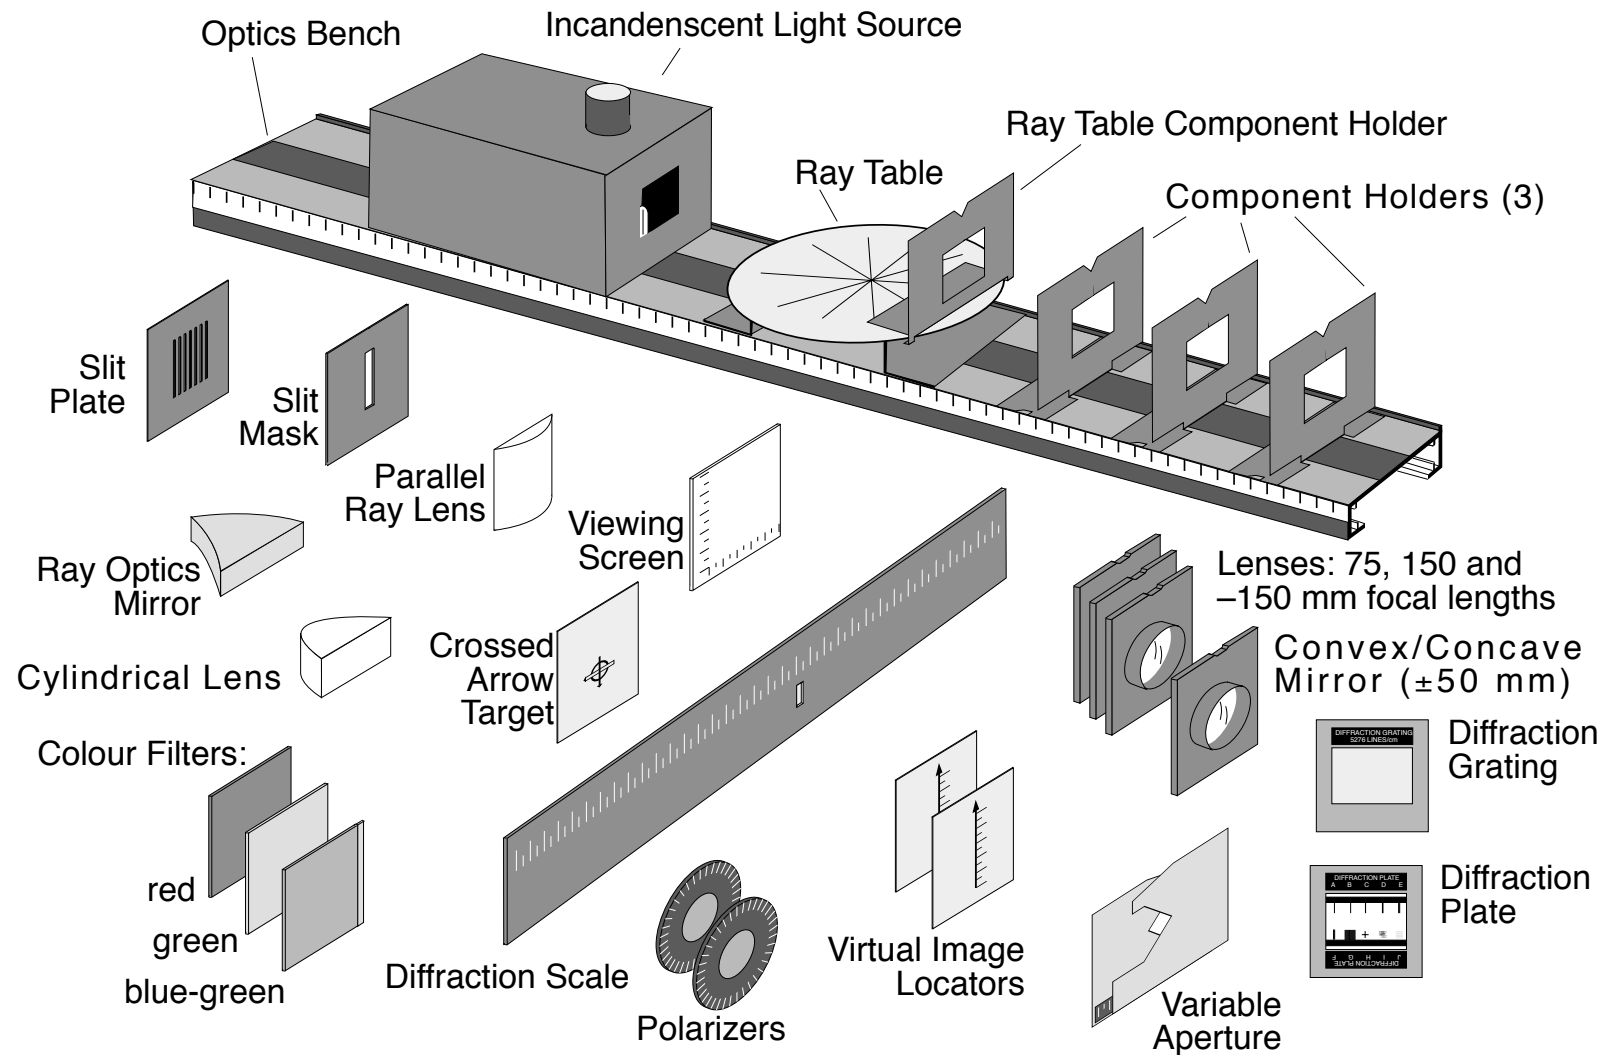 Optics Bench
Incandenscent Light Source
Ray Table Component Holder
Ray Table
Component Holders (3)
Slit
Plate
Slit
Mask
Parallel
Ray Lens
Viewing
Screen
Ray Optics
Mirror
Lenses: 75, 150 and
–150 mm focal lengths
Crossed
Arrow
Target
Convex/Concave
Mirror (±50 mm)
Cylindrical Lens
DIFFRACTION GRATING
5276 LINES/cm
Diffraction
Grating
Colour Filters:
red
green
blue-green
Diffraction Scale
Polarizers
Virtual Image
Locators
Variable
Aperture
DIFFRACTION PLATE
A B C D E
F G H I J
DIFFRACTION PLATE
Diffraction
Plate